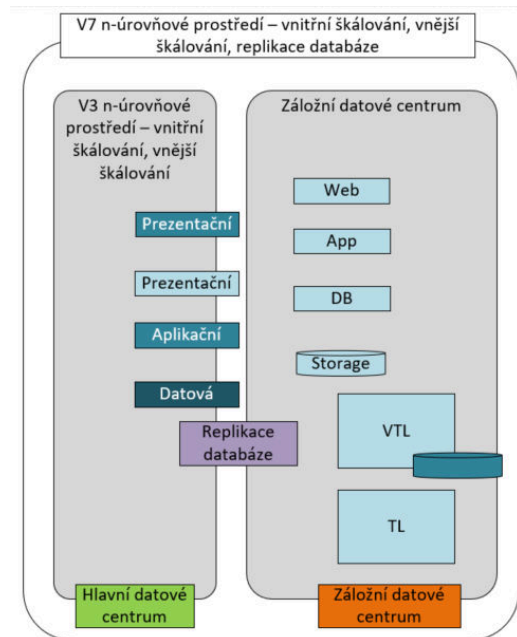 V7 n-úrovňové prostředí – vnitřní škálování, vnější
škálování, replikace databáze
V3 n-úrovňové
prostředí – vnitřní
škálování, vnější
škálování
Prezentační
Prezentační
Aplikační
Datová
Replikace
databáze
Hlavní datové
centrum
Záložní datové centrum
Web
App
DB
Storage
VTL
TL
Záložní datové
centrum